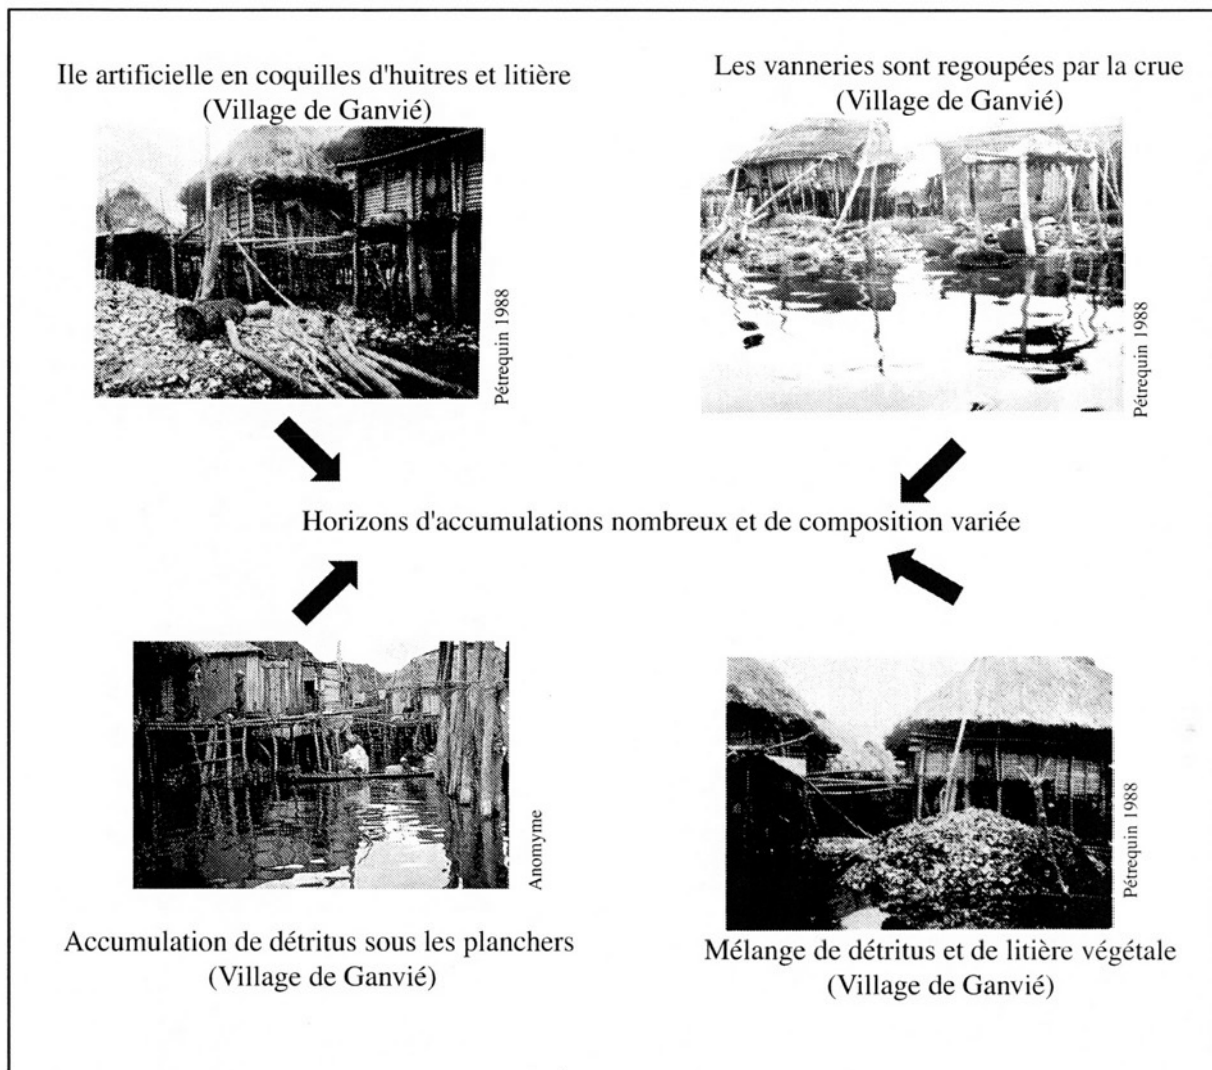 Ile artificielle en coquilles d'huitres et litière
(Village de Ganvié)
Pétrequin 1988
Les vanneries sont regoupées par la crue
(Village de Ganvié)
Pétrequin 1988
Horizons d'accumulations nombreux et de composition variée
Anomyme
Accumulation de détritus sous les planchers
(Village de Ganvié)
Pétrequin 1988
Mélange de détritus et de litière végétale
(Village de Ganvié)